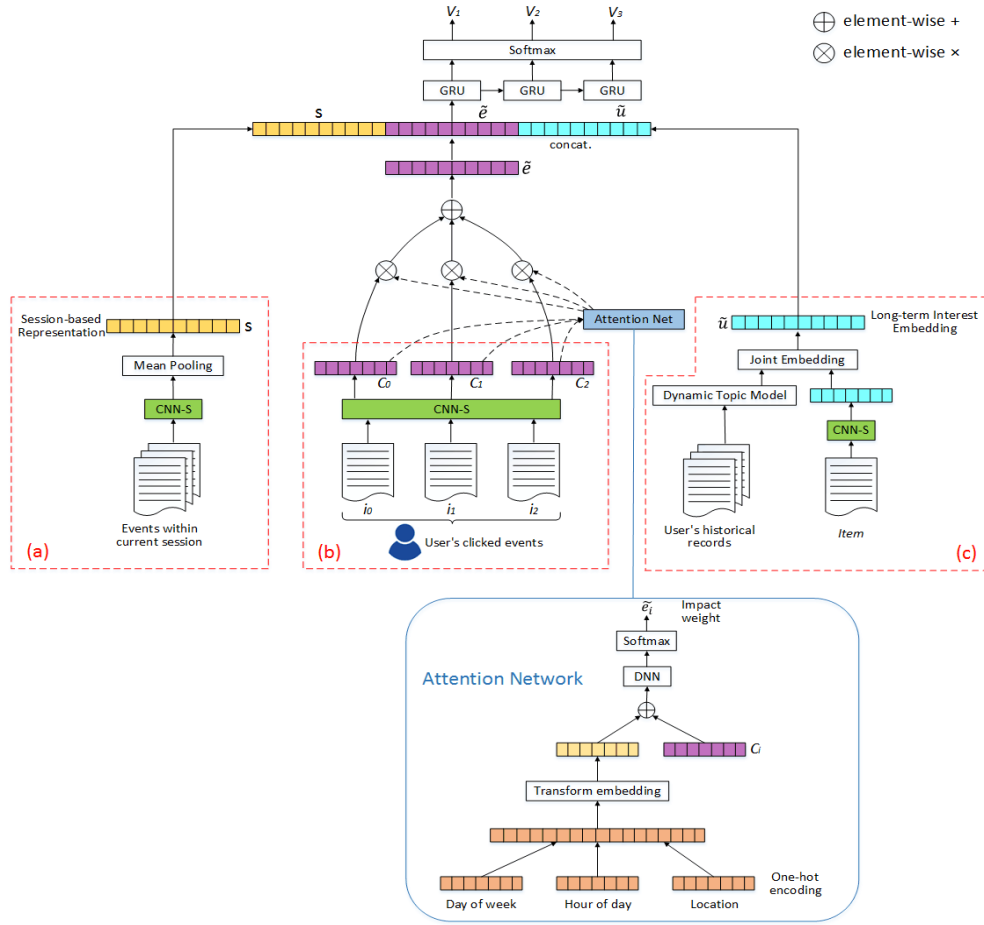 V1 V2 V3
element-wise +
element-wise ×
Softmax
GRU GRU GRU
s ẽ ũ
concat.
ẽ
Attention Net
Session-based
Representation
s
Mean Pooling
CNN-S
Events within
current session
(a)
C0 C1 C2
CNN-S
i0 i1 i2
User's clicked events
(b)
ũ
Long-term Interest
Embedding
Joint Embedding
Dynamic Topic Model
CNN-S
User's historical
records
Item
(c)
Attention Network
ẽi
Impact
weight
Softmax
DNN
Ci
Transform embedding
One-hot
encoding
Day of week
Hour of day
Location